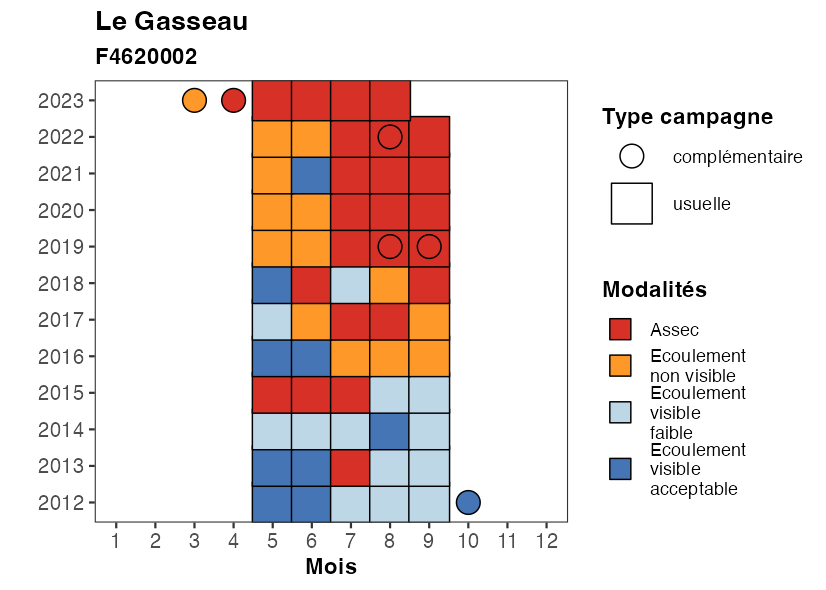 Le Gasseau
F4620002
2023
2022
2021
2020
2019
2018
2017
2016
2015
2014
2013
2012
1 2 3 4 5 6 7 8 9 10 11 12
Mois
Type campagne
complémentaire
usuelle
Modalités
Assec
Ecoulement
non visible
Ecoulement
visible
faible
Ecoulement
visible
acceptable